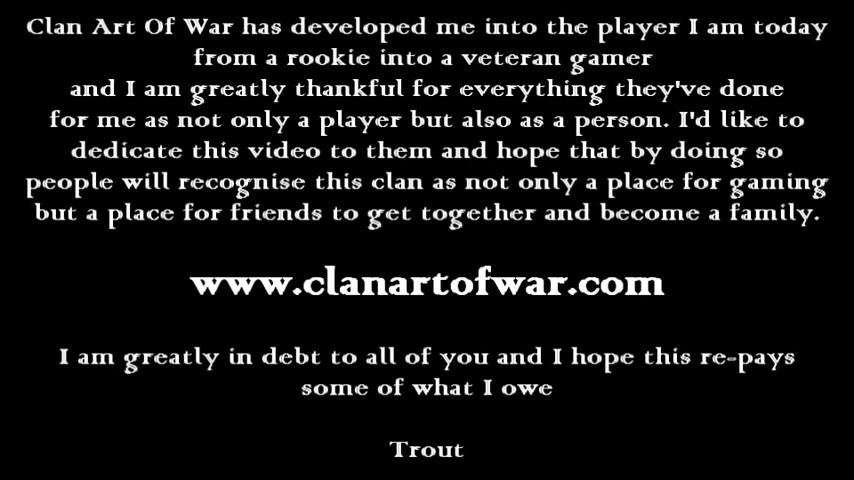 Clan Art Of War has developed me into the player I am today
from a rookie into a veteran gamer
and I am greatly thankful for everything they've done
for me as not only a player but also as a person. I'd like to
dedicate this video to them and hope that by doing so
people will recognise this clan as not only a place for gaming
but a place for friends to get together and become a family.
www.clanartofwar.com
I am greatly in debt to all of you and I hope this re-pays
some of what I owe
Trout